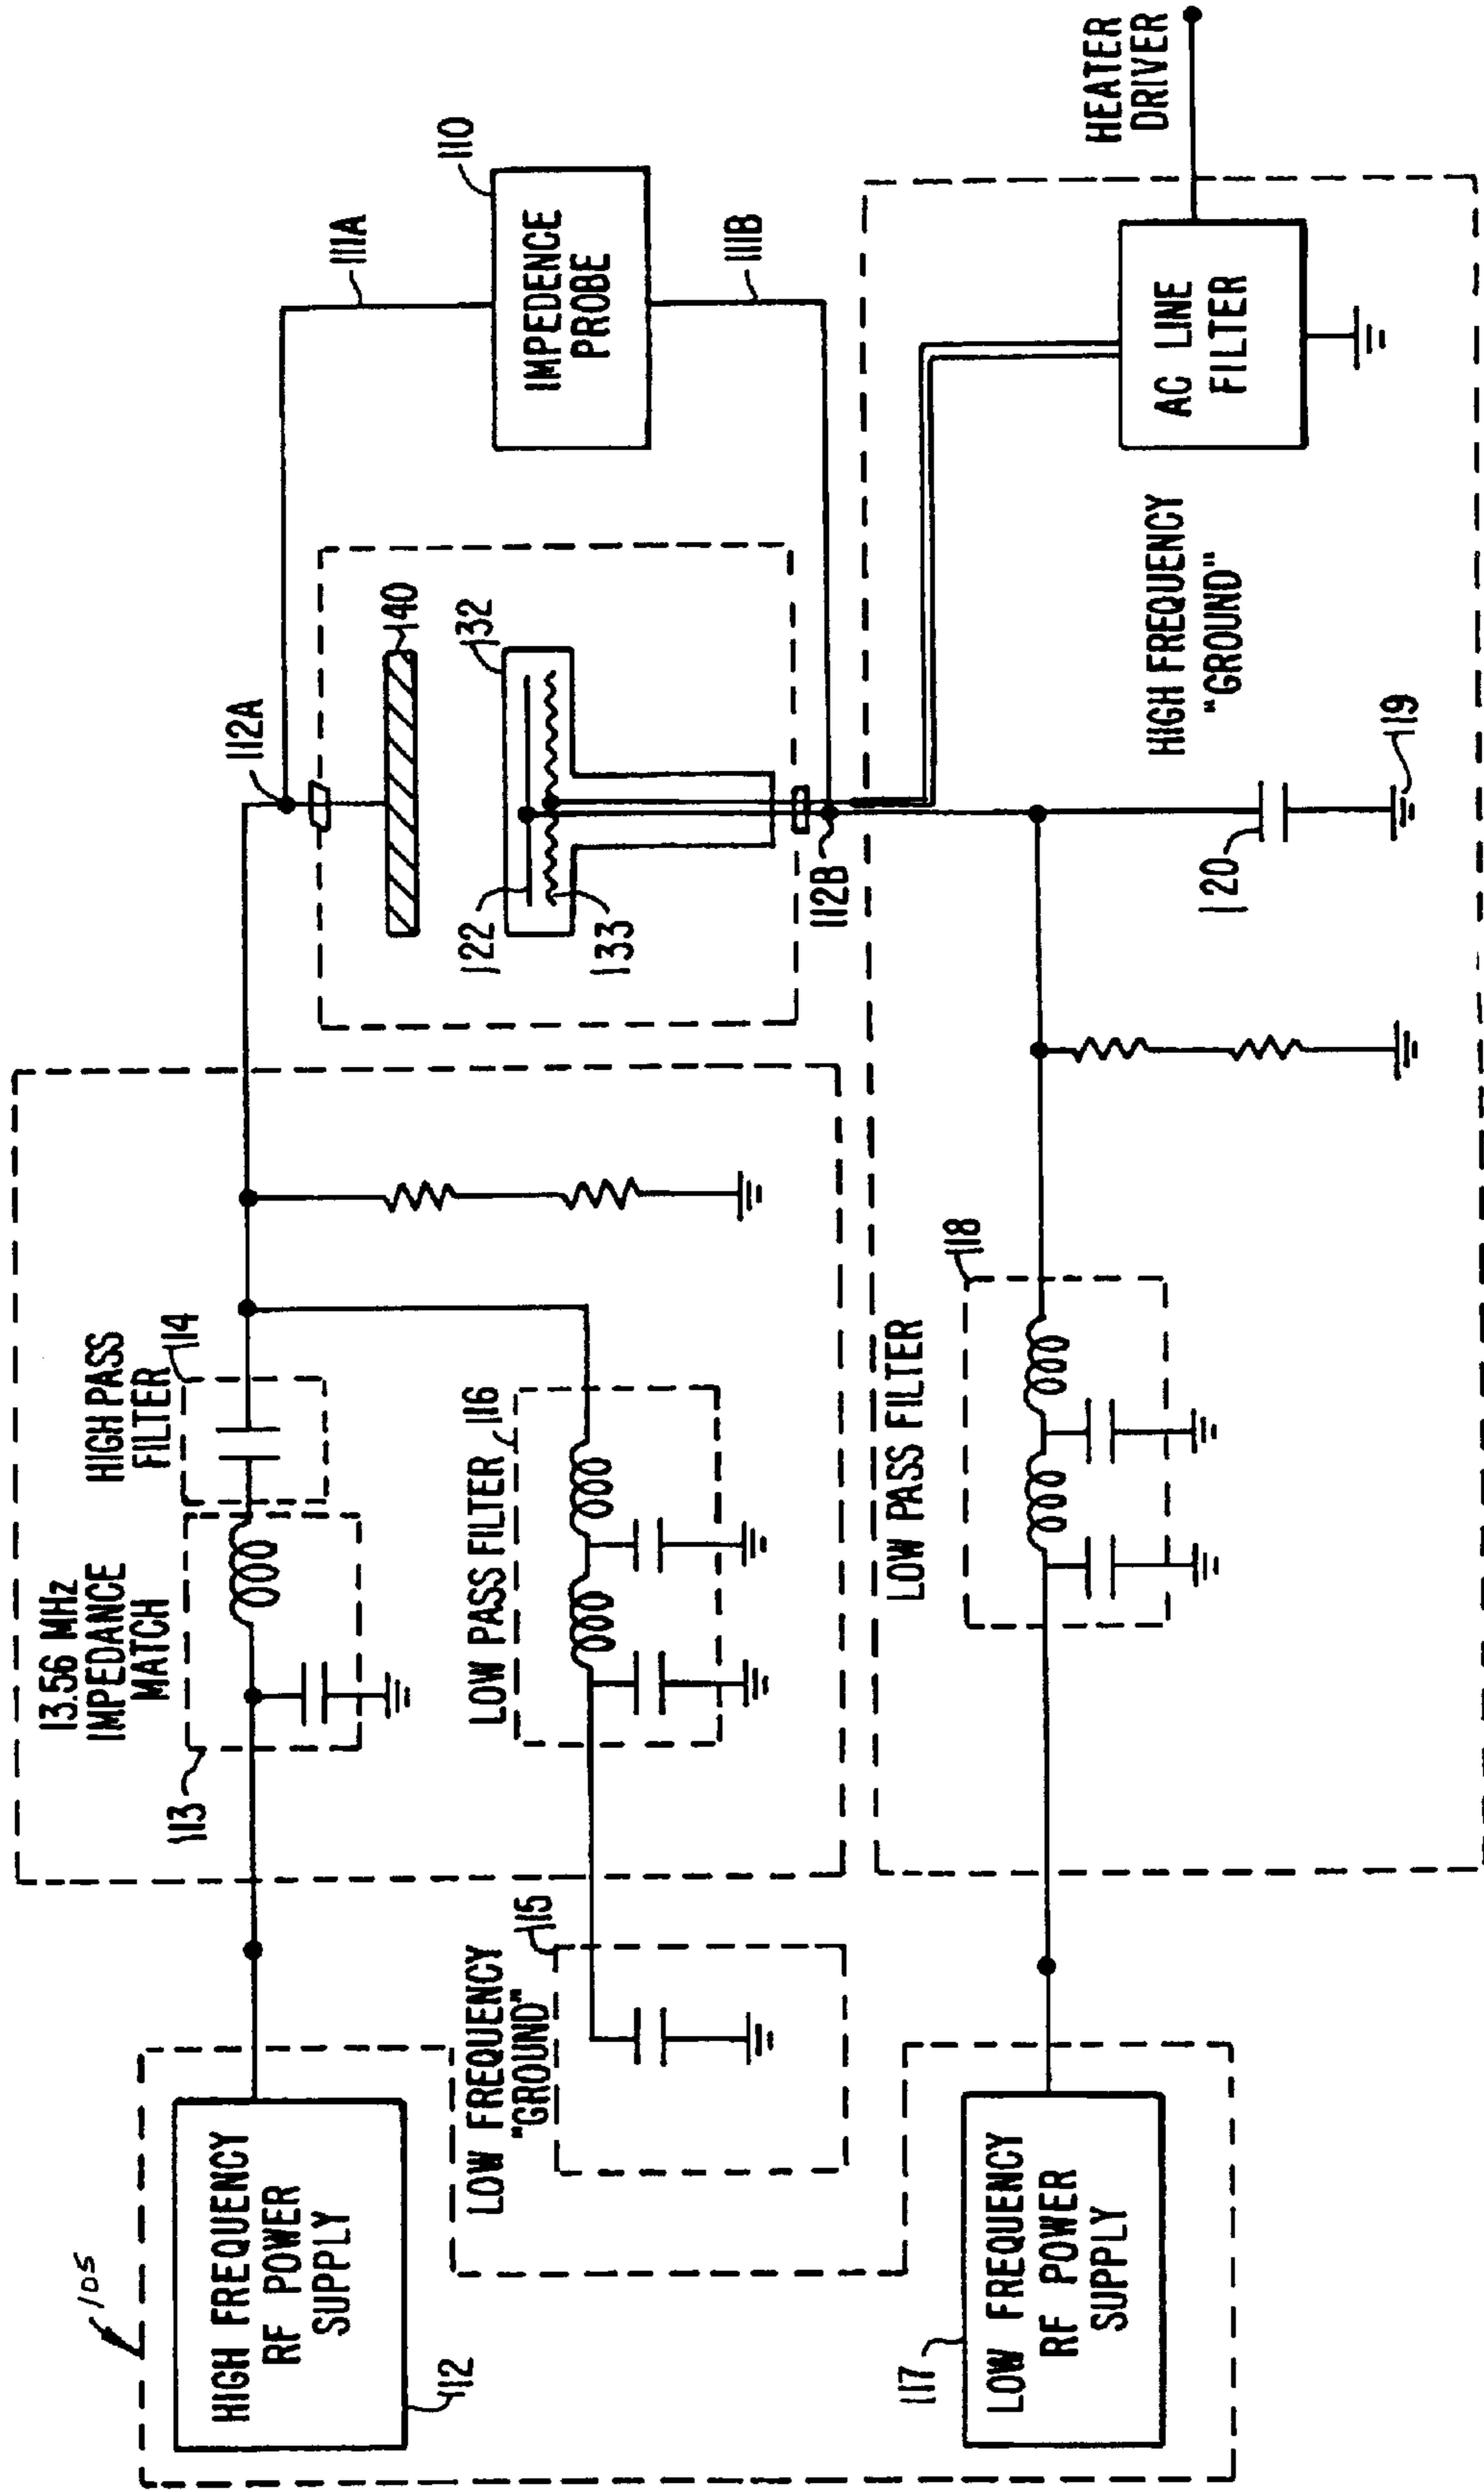 105
HIGH FREQUENCY
RF POWER
SUPPLY
112
13.56 MHz
IMPEDANCE
MATCH
113
HIGH PASS
FILTER
114
LOW FREQUENCY
"GROUND"
115
LOW PASS FILTER
116
112A
111A
110
IMPEDENCE
PROBE
111B
140
132
122
133
112B
LOW FREQUENCY
RF POWER
SUPPLY
117
LOW PASS FILTER
118
120
119
HIGH FREQUENCY
"GROUND"
AC LINE
FILTER
HEATER
DRIVER